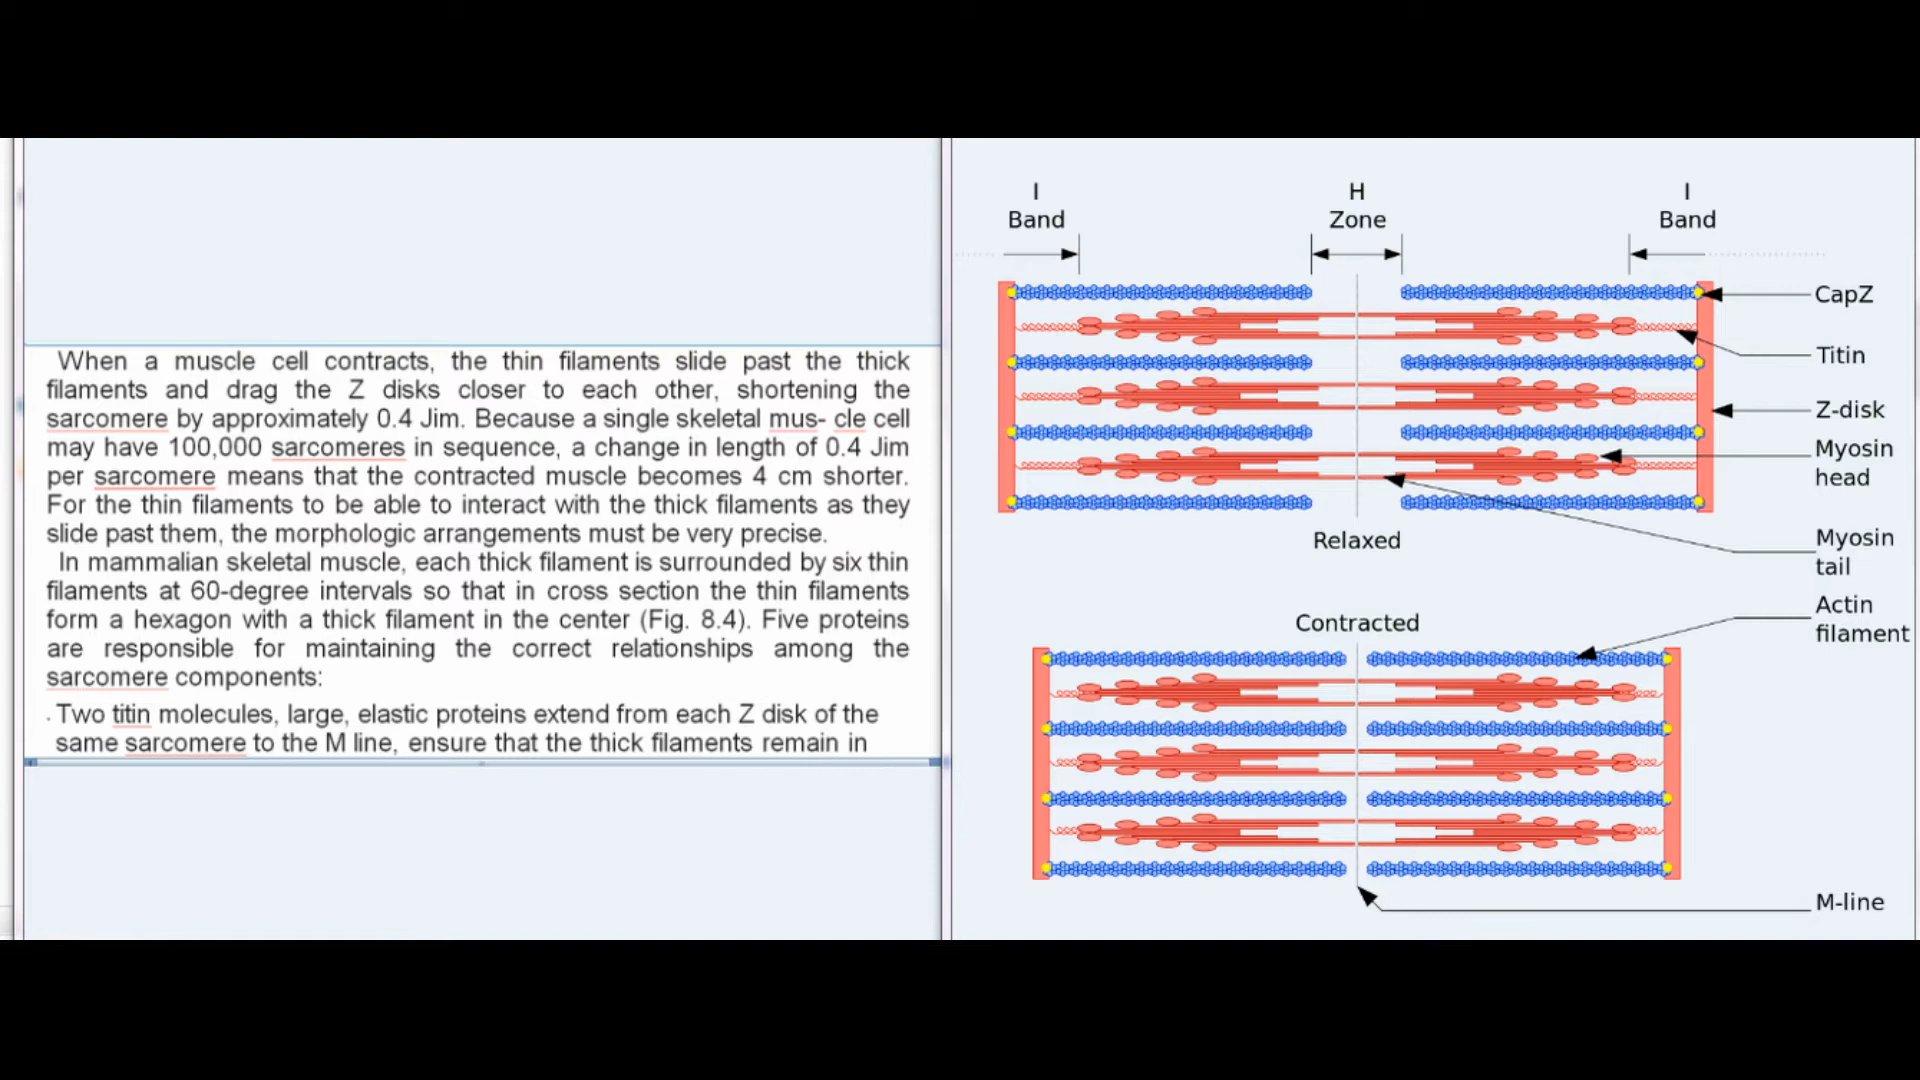 When a muscle cell contracts, the thin filaments slide past the thick
filaments and drag the Z disks closer to each other, shortening the
sarcomere by approximately 0.4 Jim. Because a single skeletal mus- cle cell
may have 100,000 sarcomeres in sequence, a change in length of 0.4 Jim
per sarcomere means that the contracted muscle becomes 4 cm shorter.
For the thin filaments to be able to interact with the thick filaments as they
slide past them, the morphologic arrangements must be very precise.
In mammalian skeletal muscle, each thick filament is surrounded by six thin
filaments at 60-degree intervals so that in cross section the thin filaments
form a hexagon with a thick filament in the center (Fig. 8.4). Five proteins
are responsible for maintaining the correct relationships among the
sarcomere components:
· Two titin molecules, large, elastic proteins extend from each Z disk of the
same sarcomere to the M line, ensure that the thick filaments remain in
I
Band
H
Zone
I
Band
CapZ
Titin
Z-disk
Myosin
head
Relaxed
Myosin
tail
Actin
filament
Contracted
M-line